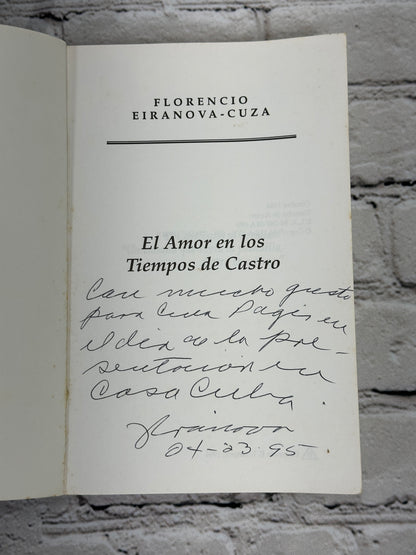 FLORENCIO
EIRANOVA-CUZA
El Amor en los
Tiempos de Castro
Con mucho gusto
para Pagés en
el día de la pre-
sentación en
Casa Cuba.
Eiranova
04-23-95